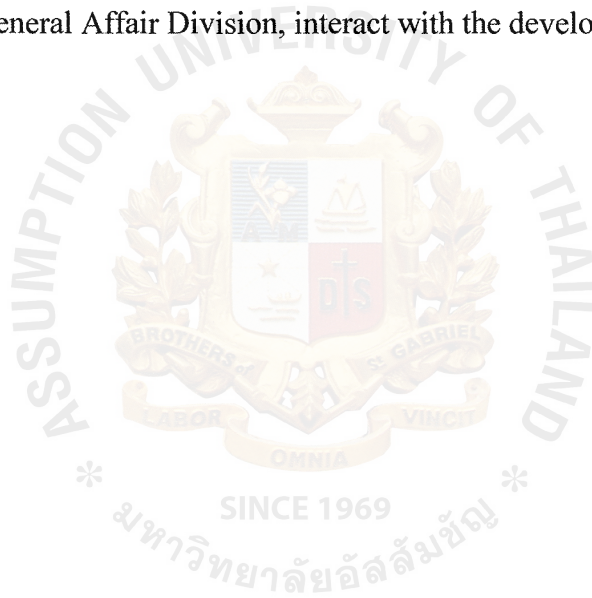 eneral Affair Division, interact with the develo
ASSUMPTION UNIVERSITY OF THAILAND
A M
D S
BROTHERS of St GABRIEL
LABOR
VINCIT
OMNIA
* SINCE 1969 *
มหาวิทยาลัยอัสสัมชัญ